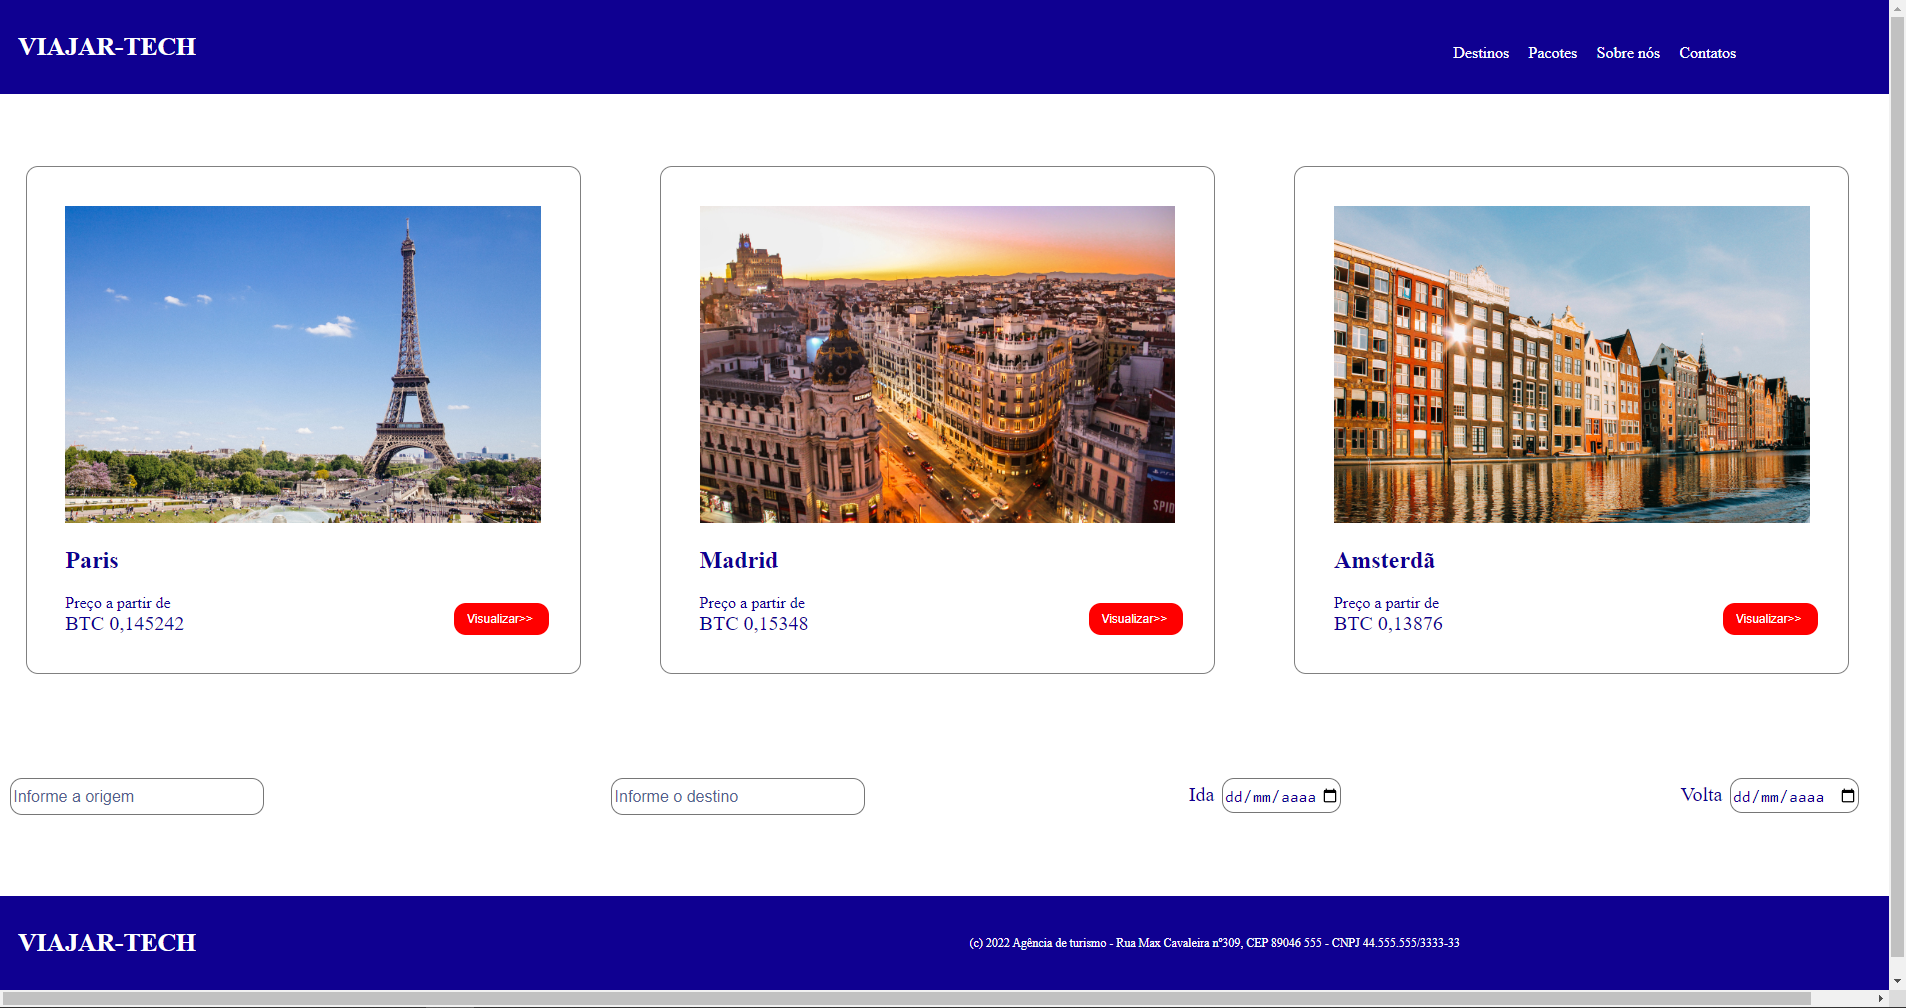 VIAJAR-TECH
Destinos Pacotes Sobre nós Contatos
METROPOLIS
SPID
Paris
Preço a partir de
BTC 0,145242
Visualizar>>
Madrid
Preço a partir de
BTC 0,15348
Visualizar>>
Amsterdã
Preço a partir de
BTC 0,13876
Visualizar>>
Informe a origem
Informe o destino
Ida dd/mm/aaaa
Volta dd/mm/aaaa
VIAJAR-TECH
(c) 2022 Agência de turismo - Rua Max Cavaleira nº309, CEP 89046 555 - CNPJ 44.555.555/3333-33